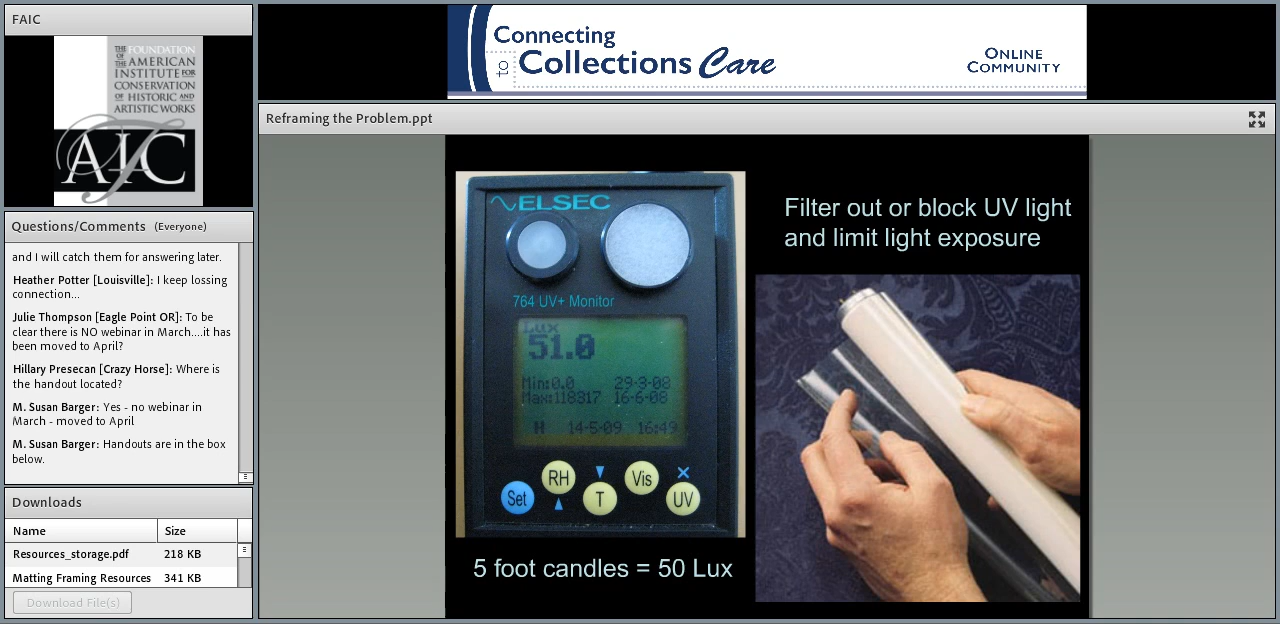 FAIC
THE FOUNDATION
OF THE AMERICAN
INSTITUTE FOR
CONSERVATION
OF HISTORIC AND
ARTISTIC WORKS
AIC
F
Questions/Comments (Everyone)
and I will catch them for answering later.
Heather Potter [Louisville]: I keep lossing
connection...
Julie Thompson [Eagle Point OR]: To be
clear there is NO webinar in March....it has
been moved to April?
Hillary Presecan [Crazy Horse]: Where is
the handout located?
M. Susan Barger: Yes - no webinar in
March - moved to April
M. Susan Barger: Handouts are in the box
below.
Downloads
Name Size
Resources_storage.pdf 218 KB
Matting Framing Resources 341 KB
Download File(s)
Connecting
to Collections Care
ONLINE
COMMUNITY
Reframing the Problem.ppt
ELSEC
764 UV+ Monitor
Lux
51.0
Min:0.0 29-3-08
Max:118317 16-6-08
H 14-5-09 16:49
Set RH T Vis UV
5 foot candles = 50 Lux
Filter out or block UV light
and limit light exposure